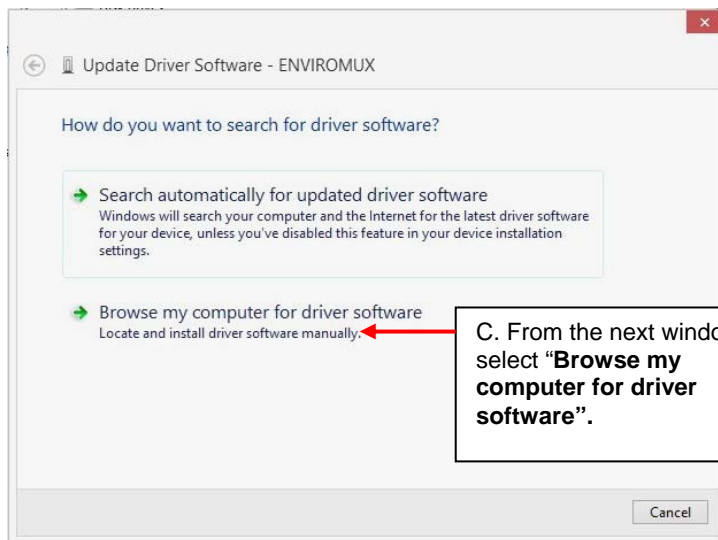 Update Driver Software - ENVIROMUX
How do you want to search for driver software?
Search automatically for updated driver software
Windows will search your computer and the Internet for the latest driver software
for your device, unless you've disabled this feature in your device installation
settings.
Browse my computer for driver software
Locate and install driver software manually.
C. From the next
select “Browse my
computer for driver
software”.
Cancel